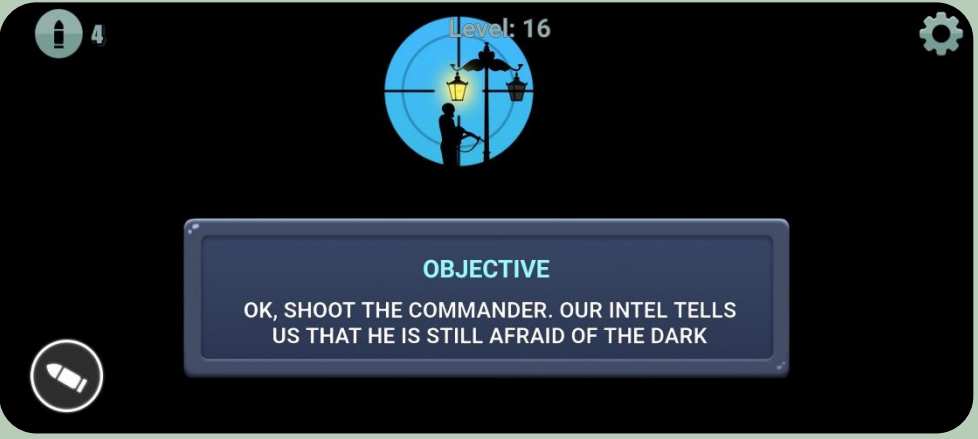 4
Level: 16
OBJECTIVE
OK, SHOOT THE COMMANDER. OUR INTEL TELLS
US THAT HE IS STILL AFRAID OF THE DARK